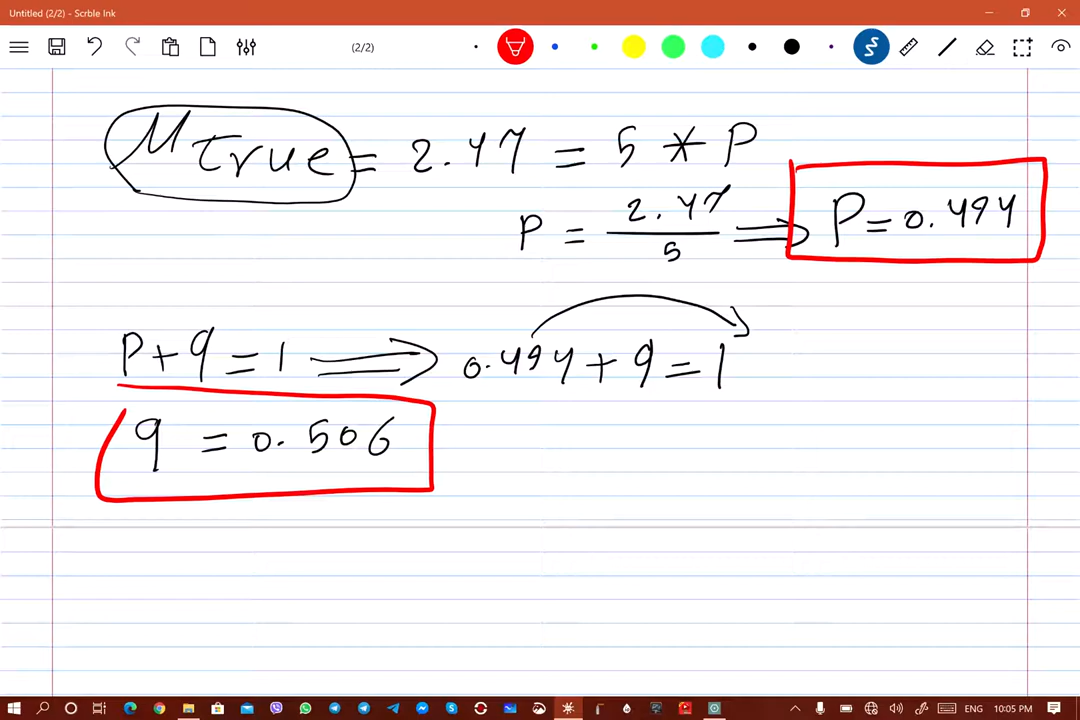 Untitled (2/2) - Scrble Ink
(2/2)
μ true = 2.47 = 5 * P
P = 2.47 / 5 ⟹ P = 0.494
P + q = 1 ⟹ 0.494 + q = 1
q = 0.506
ENG 10:05 PM